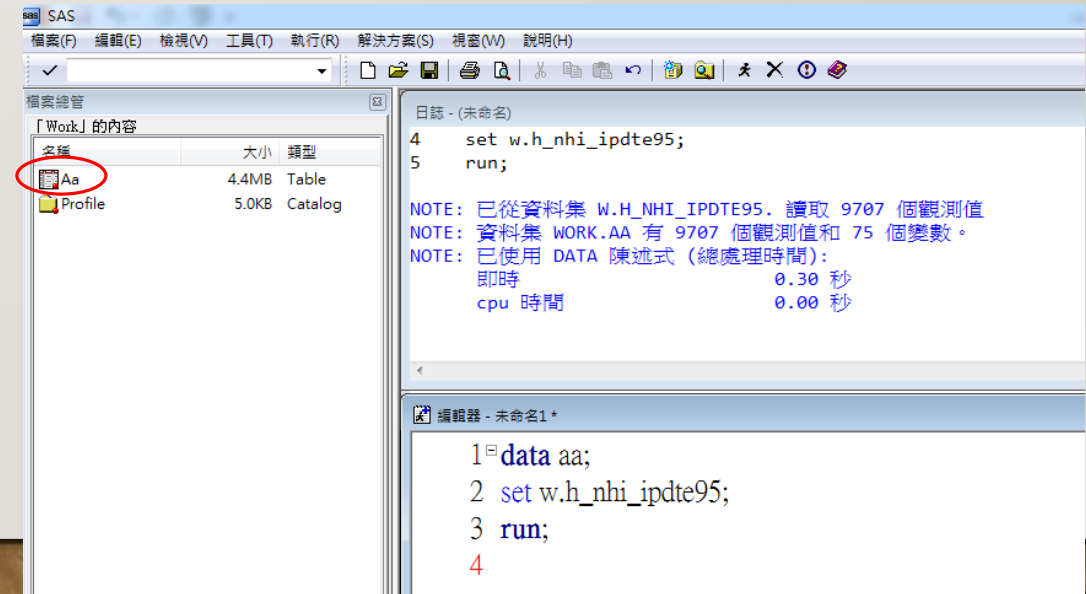 sas SAS
檔案(F) 編輯(E) 檢視(V) 工具(T) 執行(R) 解決方案(S) 視窗(W) 說明(H)
檔案總管
「Work」的內容
名稱 大小 類型
Aa 4.4MB Table
Profile 5.0KB Catalog
日誌 - (未命名)
4 set w.h_nhi_ipdte95;
5 run;
NOTE: 已從資料集 W.H_NHI_IPDTE95. 讀取 9707 個觀測值
NOTE: 資料集 WORK.AA 有 9707 個觀測值和 75 個變數。
NOTE: 已使用 DATA 陳述式 (總處理時間):
即時 0.30 秒
cpu 時間 0.00 秒
編輯器 - 未命名1 *
1 data aa;
2 set w.h_nhi_ipdte95;
3 run;
4